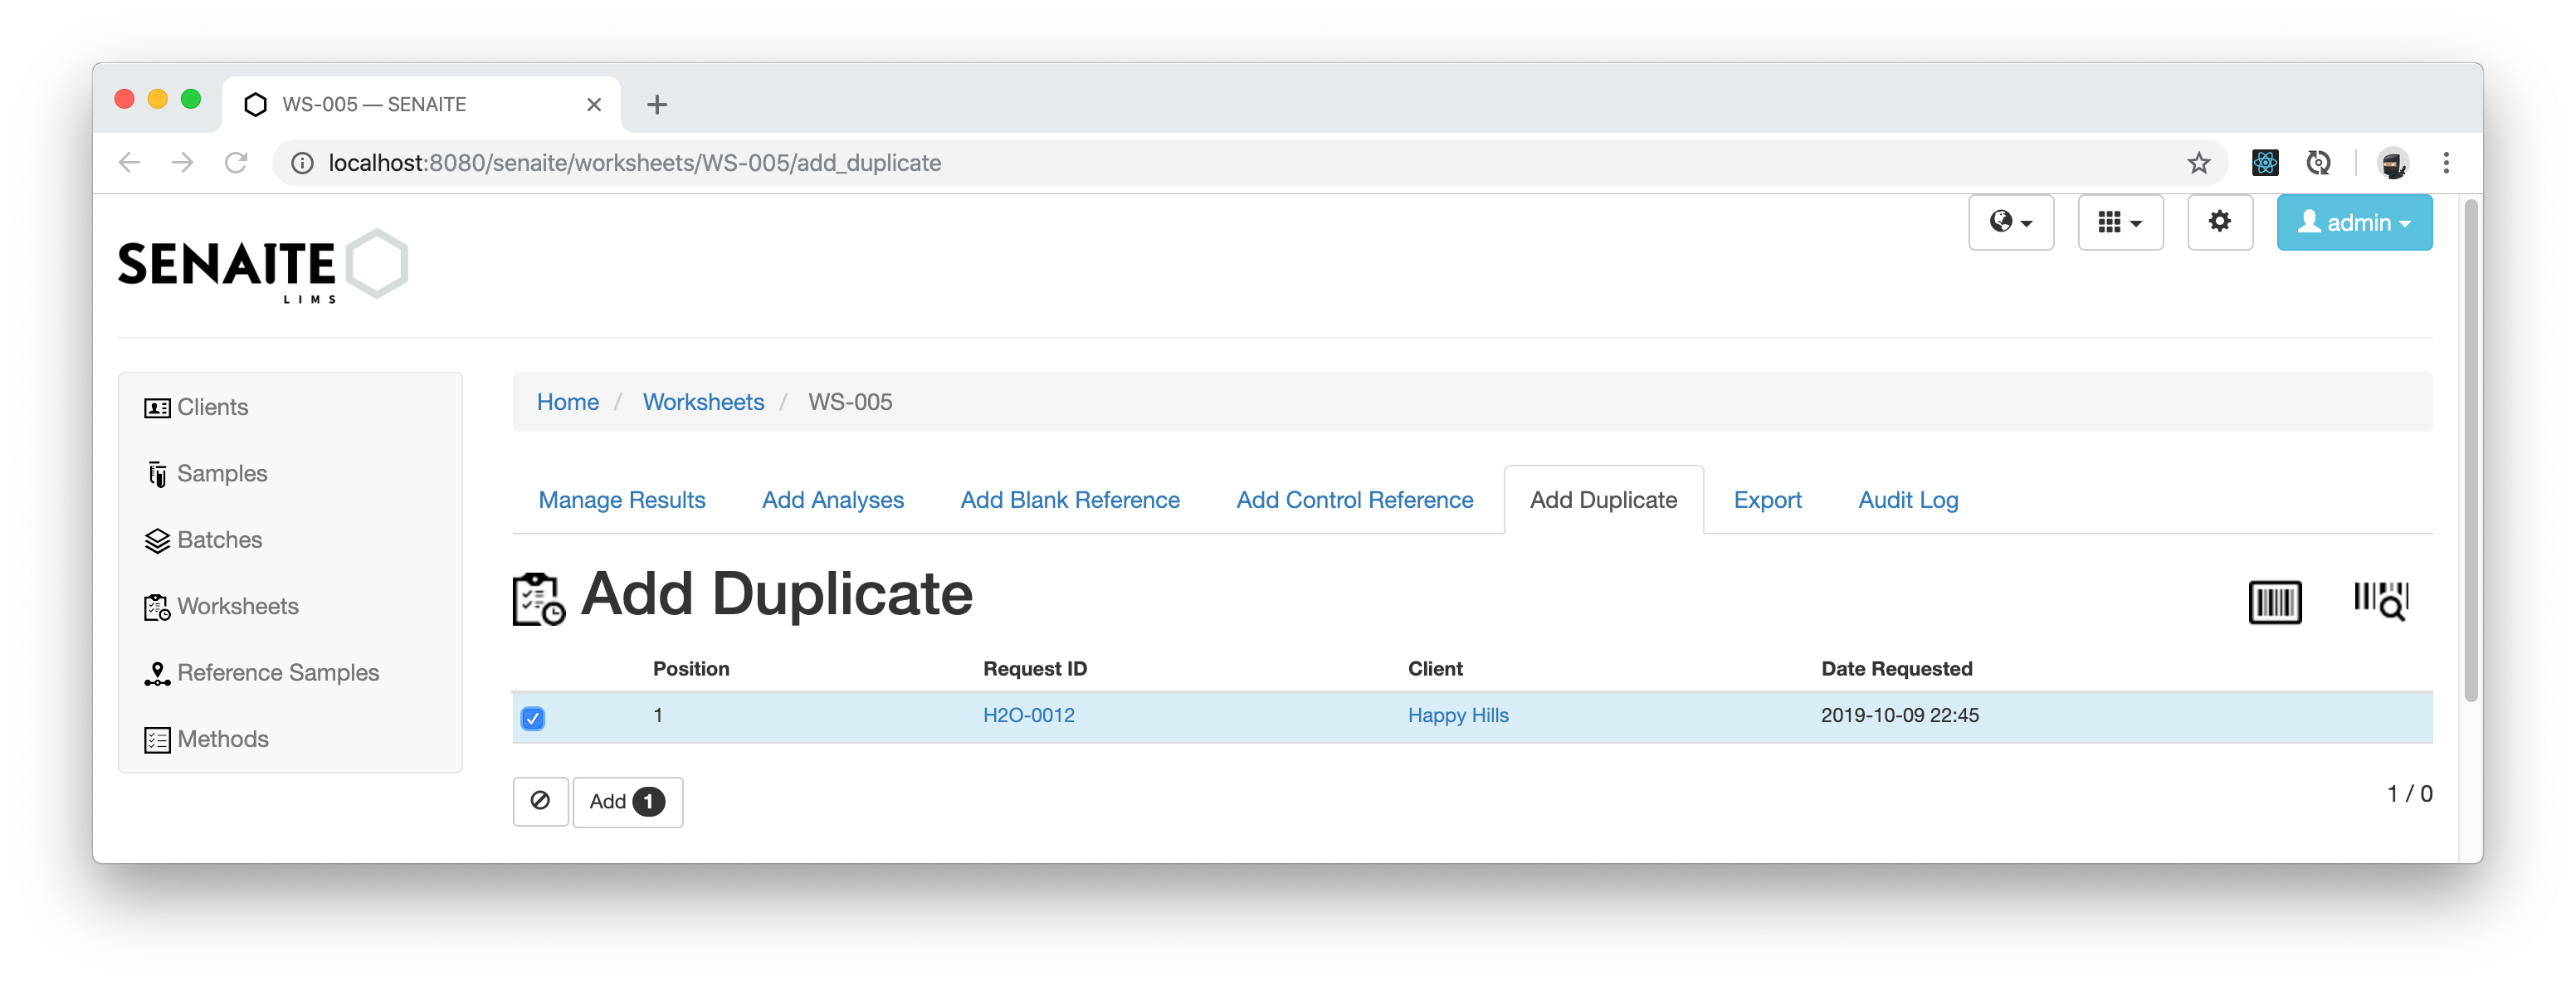 WS-005 — SENAITE
localhost:8080/senaite/worksheets/WS-005/add_duplicate
admin
SENAITE
LIMS
Clients
Samples
Batches
Worksheets
Reference Samples
Methods
Home / Worksheets / WS-005
Manage Results Add Analyses Add Blank Reference Add Control Reference Add Duplicate Export Audit Log
Add Duplicate
Position Request ID Client Date Requested
1 H2O-0012 Happy Hills 2019-10-09 22:45
Add 1
1 / 0